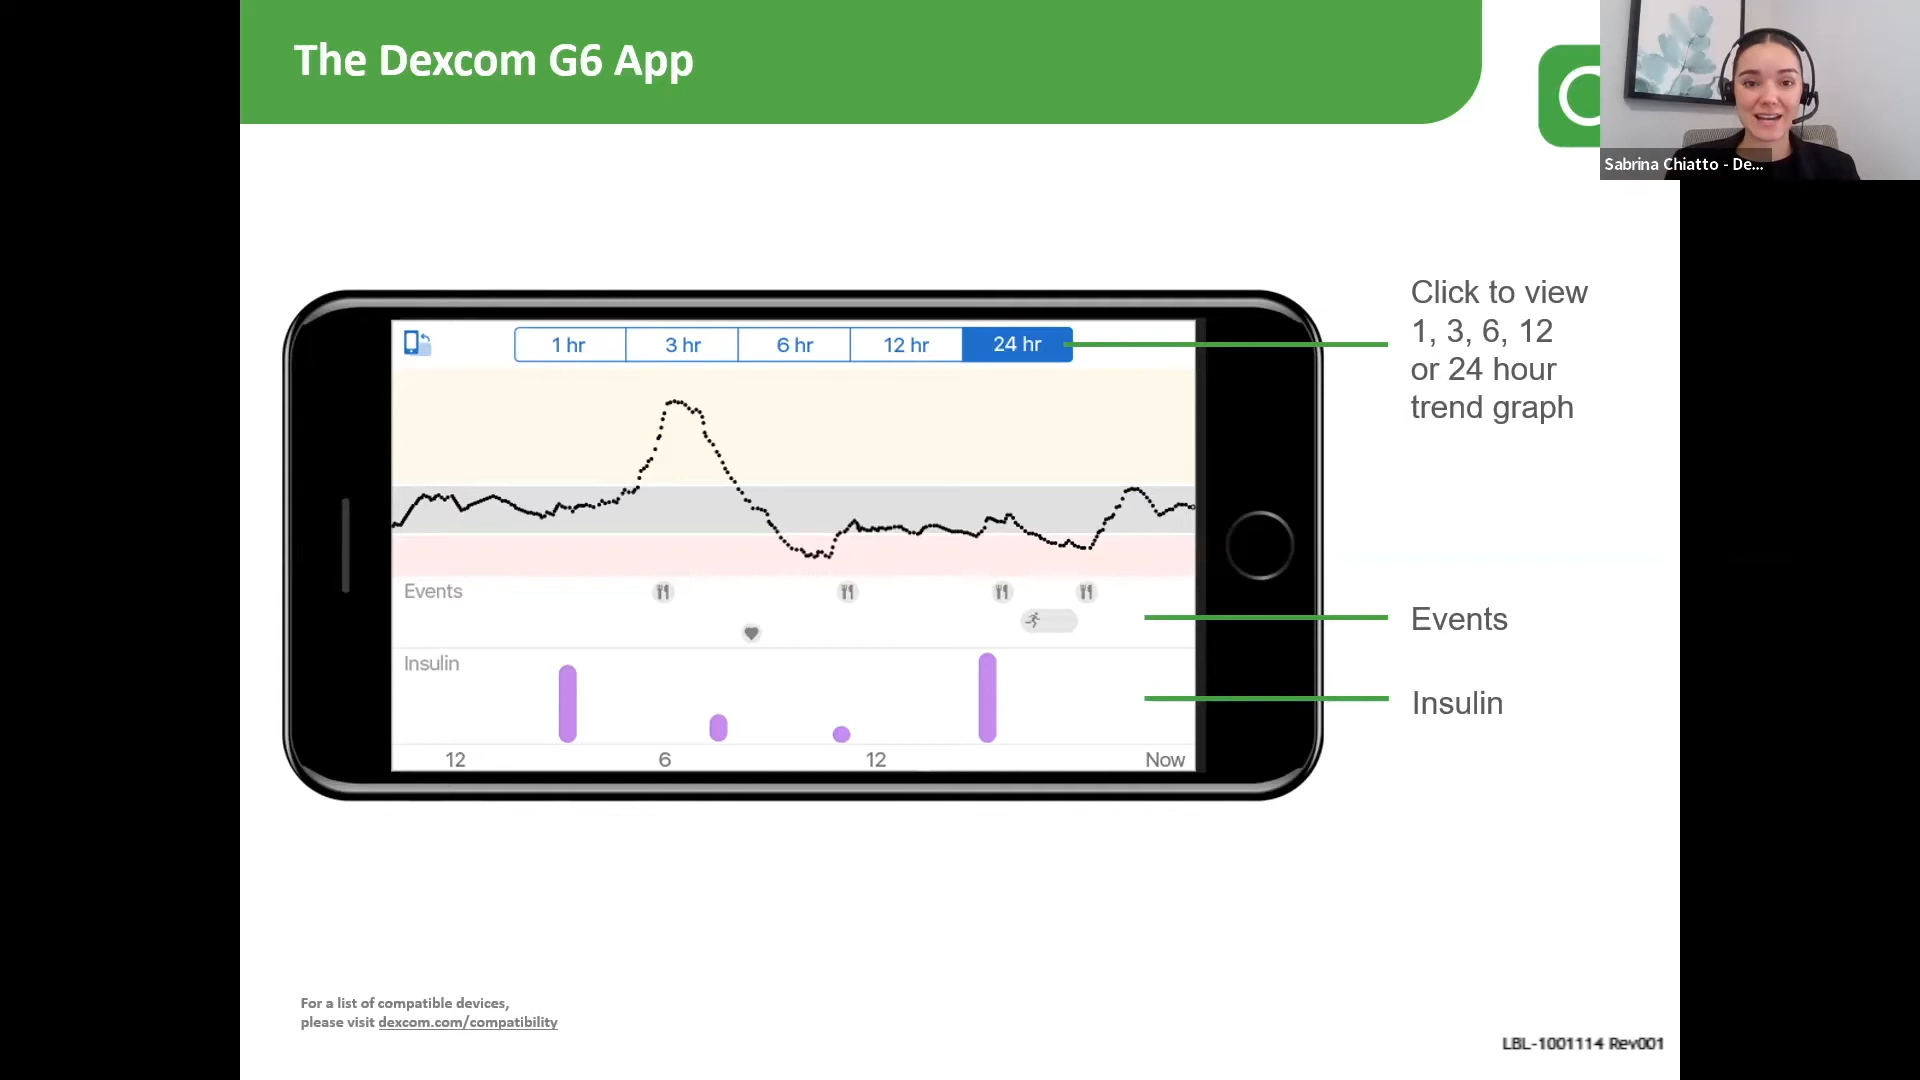 The Dexcom G6 App
Sabrina Chiatto - De...
1 hr
3 hr
6 hr
12 hr
24 hr
Click to view
1, 3, 6, 12
or 24 hour
trend graph
Events
Events
Insulin
Insulin
12
6
12
Now
For a list of compatible devices,
please visit dexcom.com/compatibility
LBL-1001114 Rev001